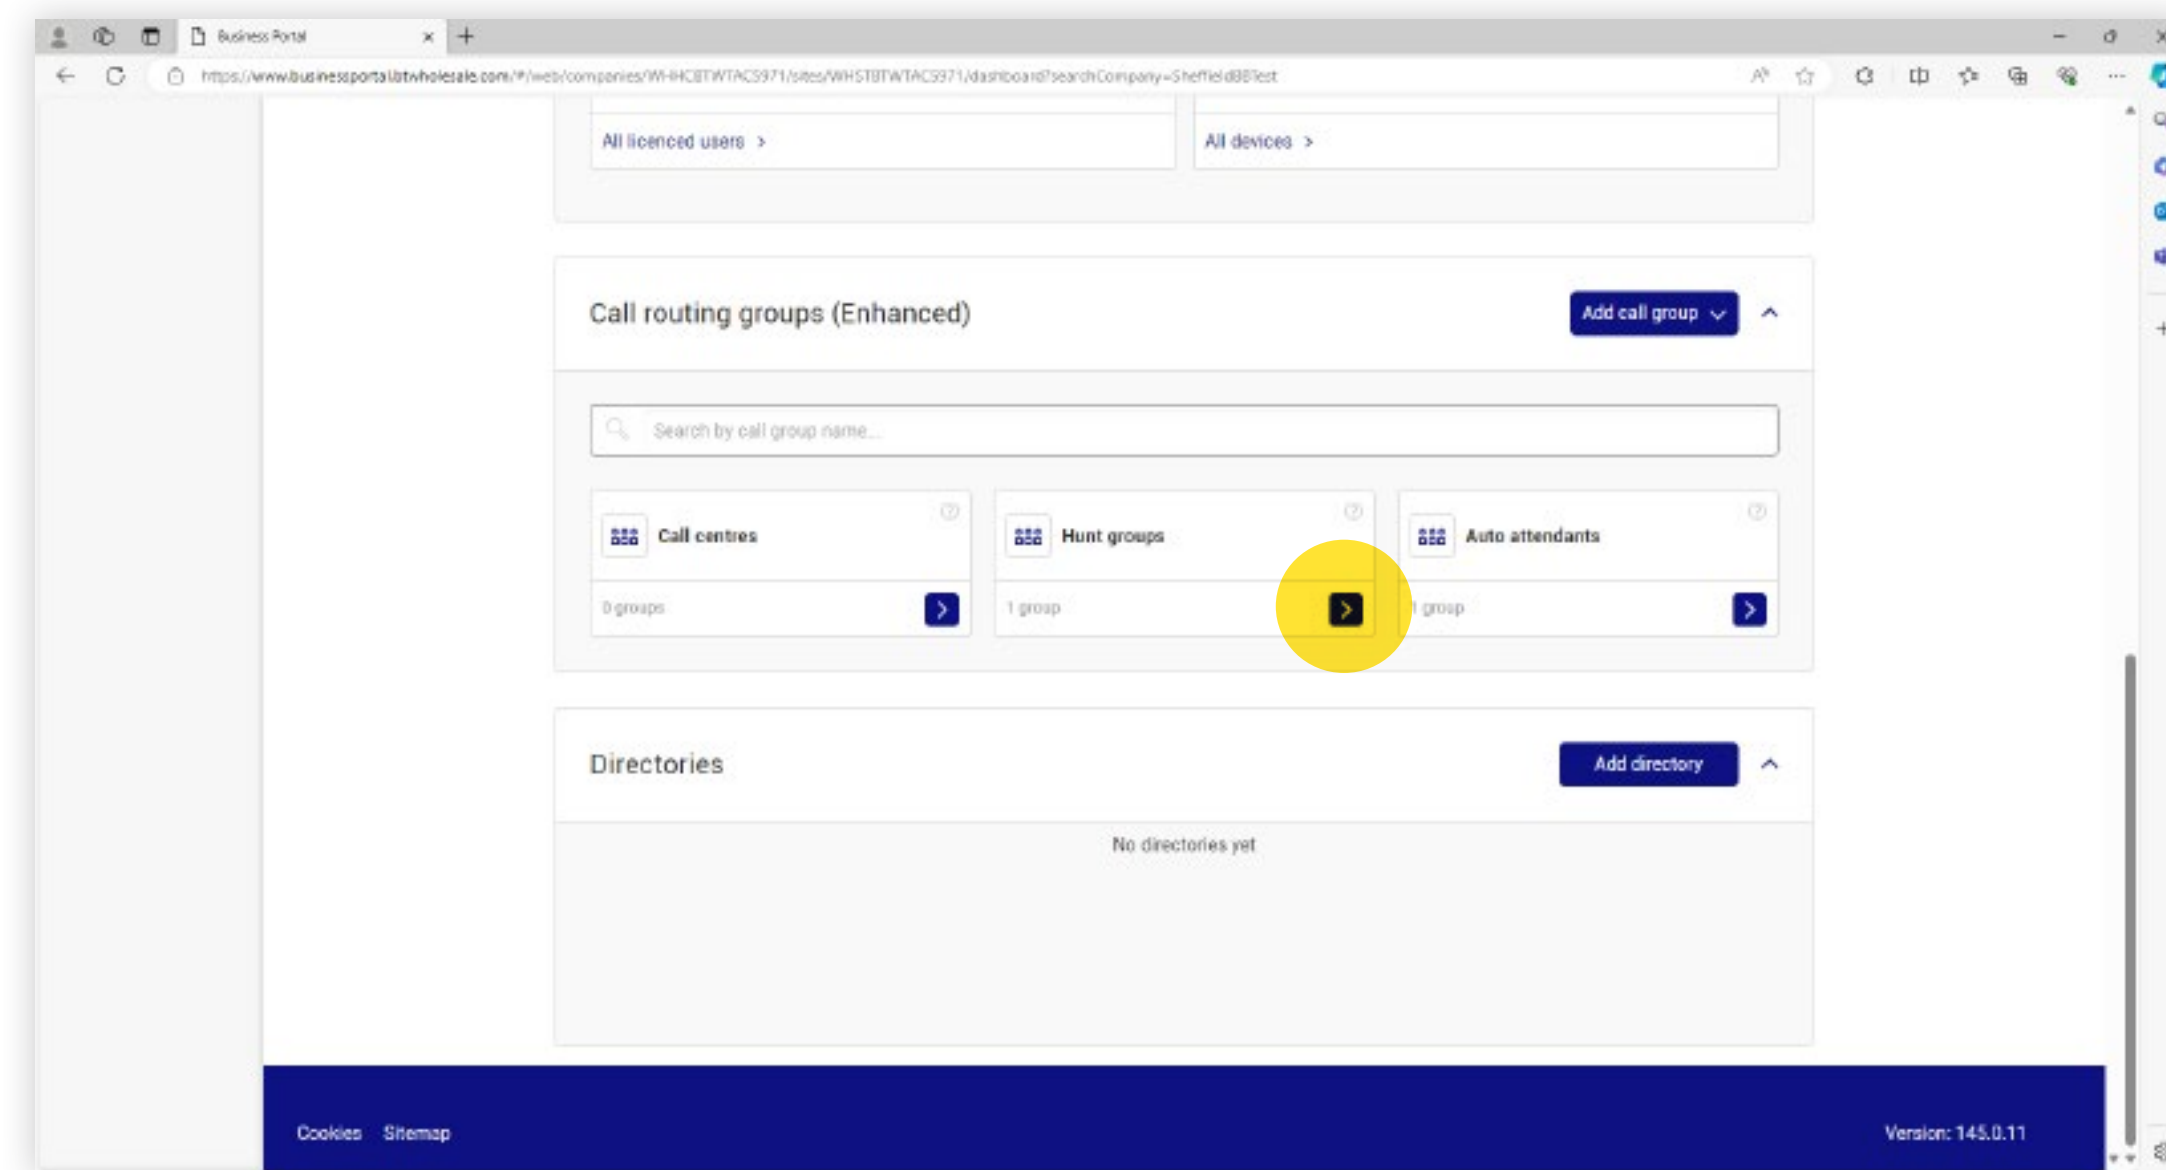 Business Portal
All licenced users >
All devices >
Call routing groups (Enhanced)
Add call group
Search by call group name...
Call centres
Hunt groups
Auto attendants
0 groups
1 group
1 group
Directories
Add directory
No directories yet
Cookies Sitemap
Version: 145.0.11